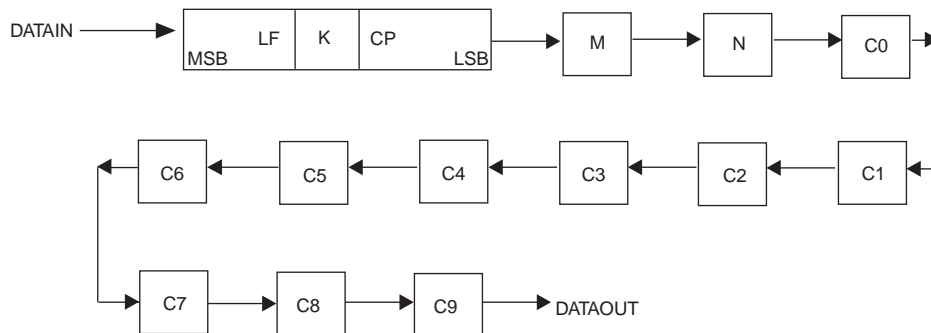 DATAIN
LF K CP
MSB LSB
M N C0
C6 C5 C4 C3 C2 C1
C7 C8 C9 DATAOUT